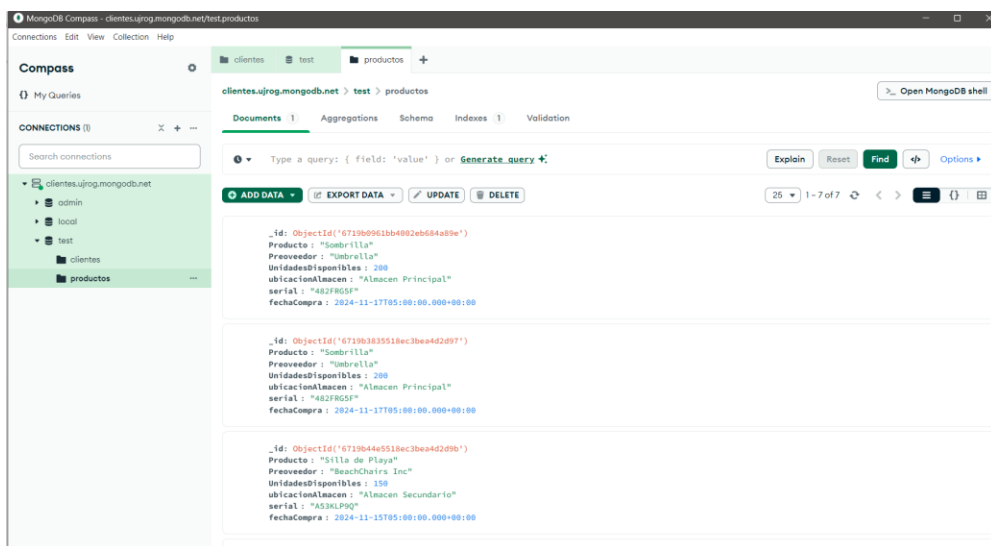 MongoDB Compass - clientes.ujrog.mongodb.net/test.productos
Connections Edit View Collection Help
Compass
{} My Queries
CONNECTIONS (1)
Search connections
clientes.ujrog.mongodb.net
admin
local
test
clientes
productos
clientes test productos
clientes.ujrog.mongodb.net > test > productos
>_ Open MongoDB shell
Documents 1 Aggregations Schema Indexes 1 Validation
Type a query: { field: 'value' } or Generate query
Explain Reset Find </> Options
ADD DATA EXPORT DATA UPDATE DELETE
25 1 – 7 of 7 {}
_id: ObjectId('6719b0961bb4802eb684a89e')
Producto : "Sombrilla"
Preoveedor : "Umbrella"
UnidadesDisponibles : 200
ubicacionAlmacen : "Almacen Principal"
serial : "482FRG5F"
fechaCompra : 2024-11-17T05:00:00.000+00:00
_id: ObjectId('6719b3835518ec3bea4d2d97')
Producto : "Sombrilla"
Preoveedor : "Umbrella"
UnidadesDisponibles : 200
ubicacionAlmacen : "Almacen Principal"
serial : "482FRG5F"
fechaCompra : 2024-11-17T05:00:00.000+00:00
_id: ObjectId('6719b44e5518ec3bea4d2d9b')
Producto : "Silla de Playa"
Preoveedor : "BeachChairs Inc"
UnidadesDisponibles : 150
ubicacionAlmacen : "Almacen Secundario"
serial : "A53KLP9Q"
fechaCompra : 2024-11-15T05:00:00.000+00:00